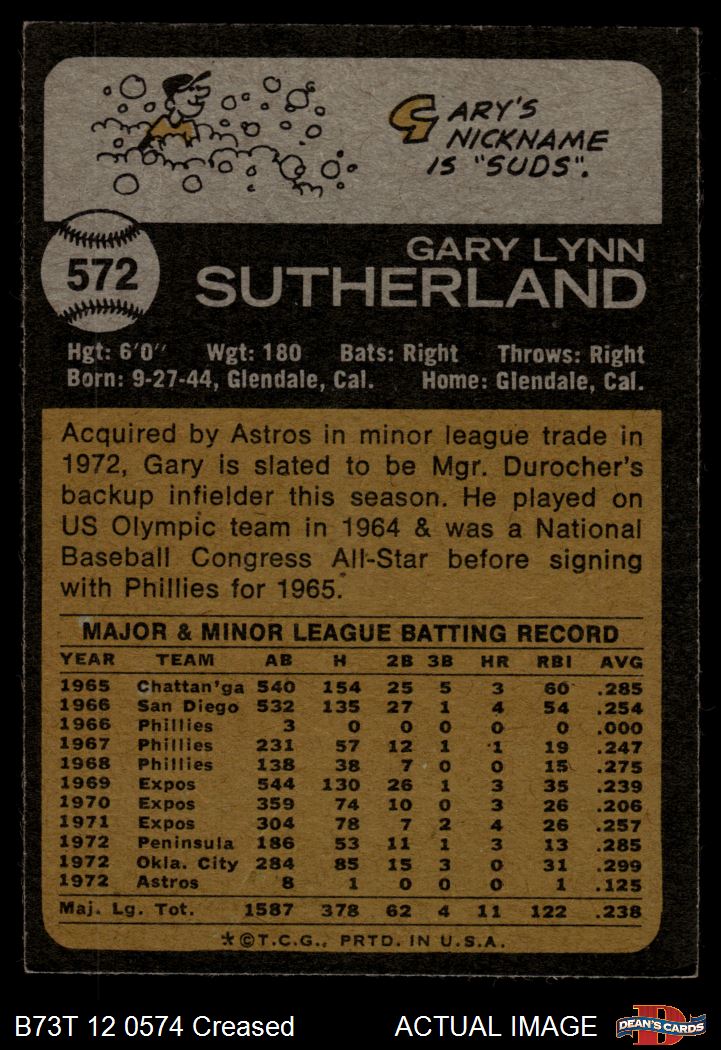 GARY'S
NICKNAME
IS "SUDS".
572
GARY LYNN
SUTHERLAND
Hgt: 6'0" Wgt: 180 Bats: Right Throws: Right
Born: 9-27-44, Glendale, Cal. Home: Glendale, Cal.
Acquired by Astros in minor league trade in
1972, Gary is slated to be Mgr. Durocher's
backup infielder this season. He played on
US Olympic team in 1964 & was a National
Baseball Congress All-Star before signing
with Phillies for 1965.
MAJOR & MINOR LEAGUE BATTING RECORD
YEAR TEAM AB H 2B 3B HR RBI AVG
1965 Chattan'ga 540 154 25 5 3 60 .285
1966 San Diego 532 135 27 1 4 54 .254
1966 Phillies 3 0 0 0 0 0 .000
1967 Phillies 231 57 12 1 1 19 .247
1968 Phillies 138 38 7 0 0 15 .275
1969 Expos 544 130 26 1 3 35 .239
1970 Expos 359 74 10 0 3 26 .206
1971 Expos 304 78 7 2 4 26 .257
1972 Peninsula 186 53 11 1 3 13 .285
1972 Okla. City 284 85 15 3 0 31 .299
1972 Astros 8 1 0 0 0 1 .125
Maj. Lg. Tot. 1587 378 62 4 11 122 .238
*©T.C.G., PRTD. IN U.S.A.
B73T 12 0574 Creased ACTUAL IMAGE
DEAN'S CARDS